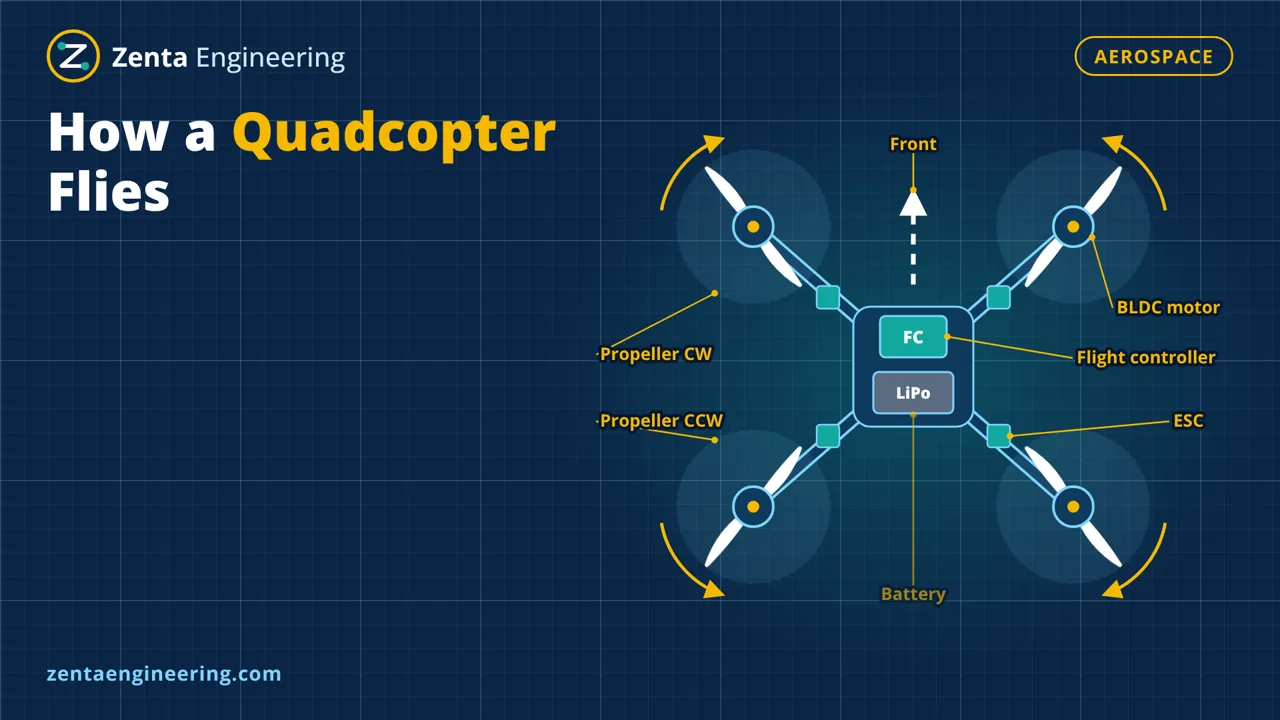 Zenta Engineering
AEROSPACE
How a Quadcopter
Flies
Front
BLDC motor
Propeller CW
FC
Flight controller
LiPo
Propeller CCW
ESC
Battery
zentaengineering.com